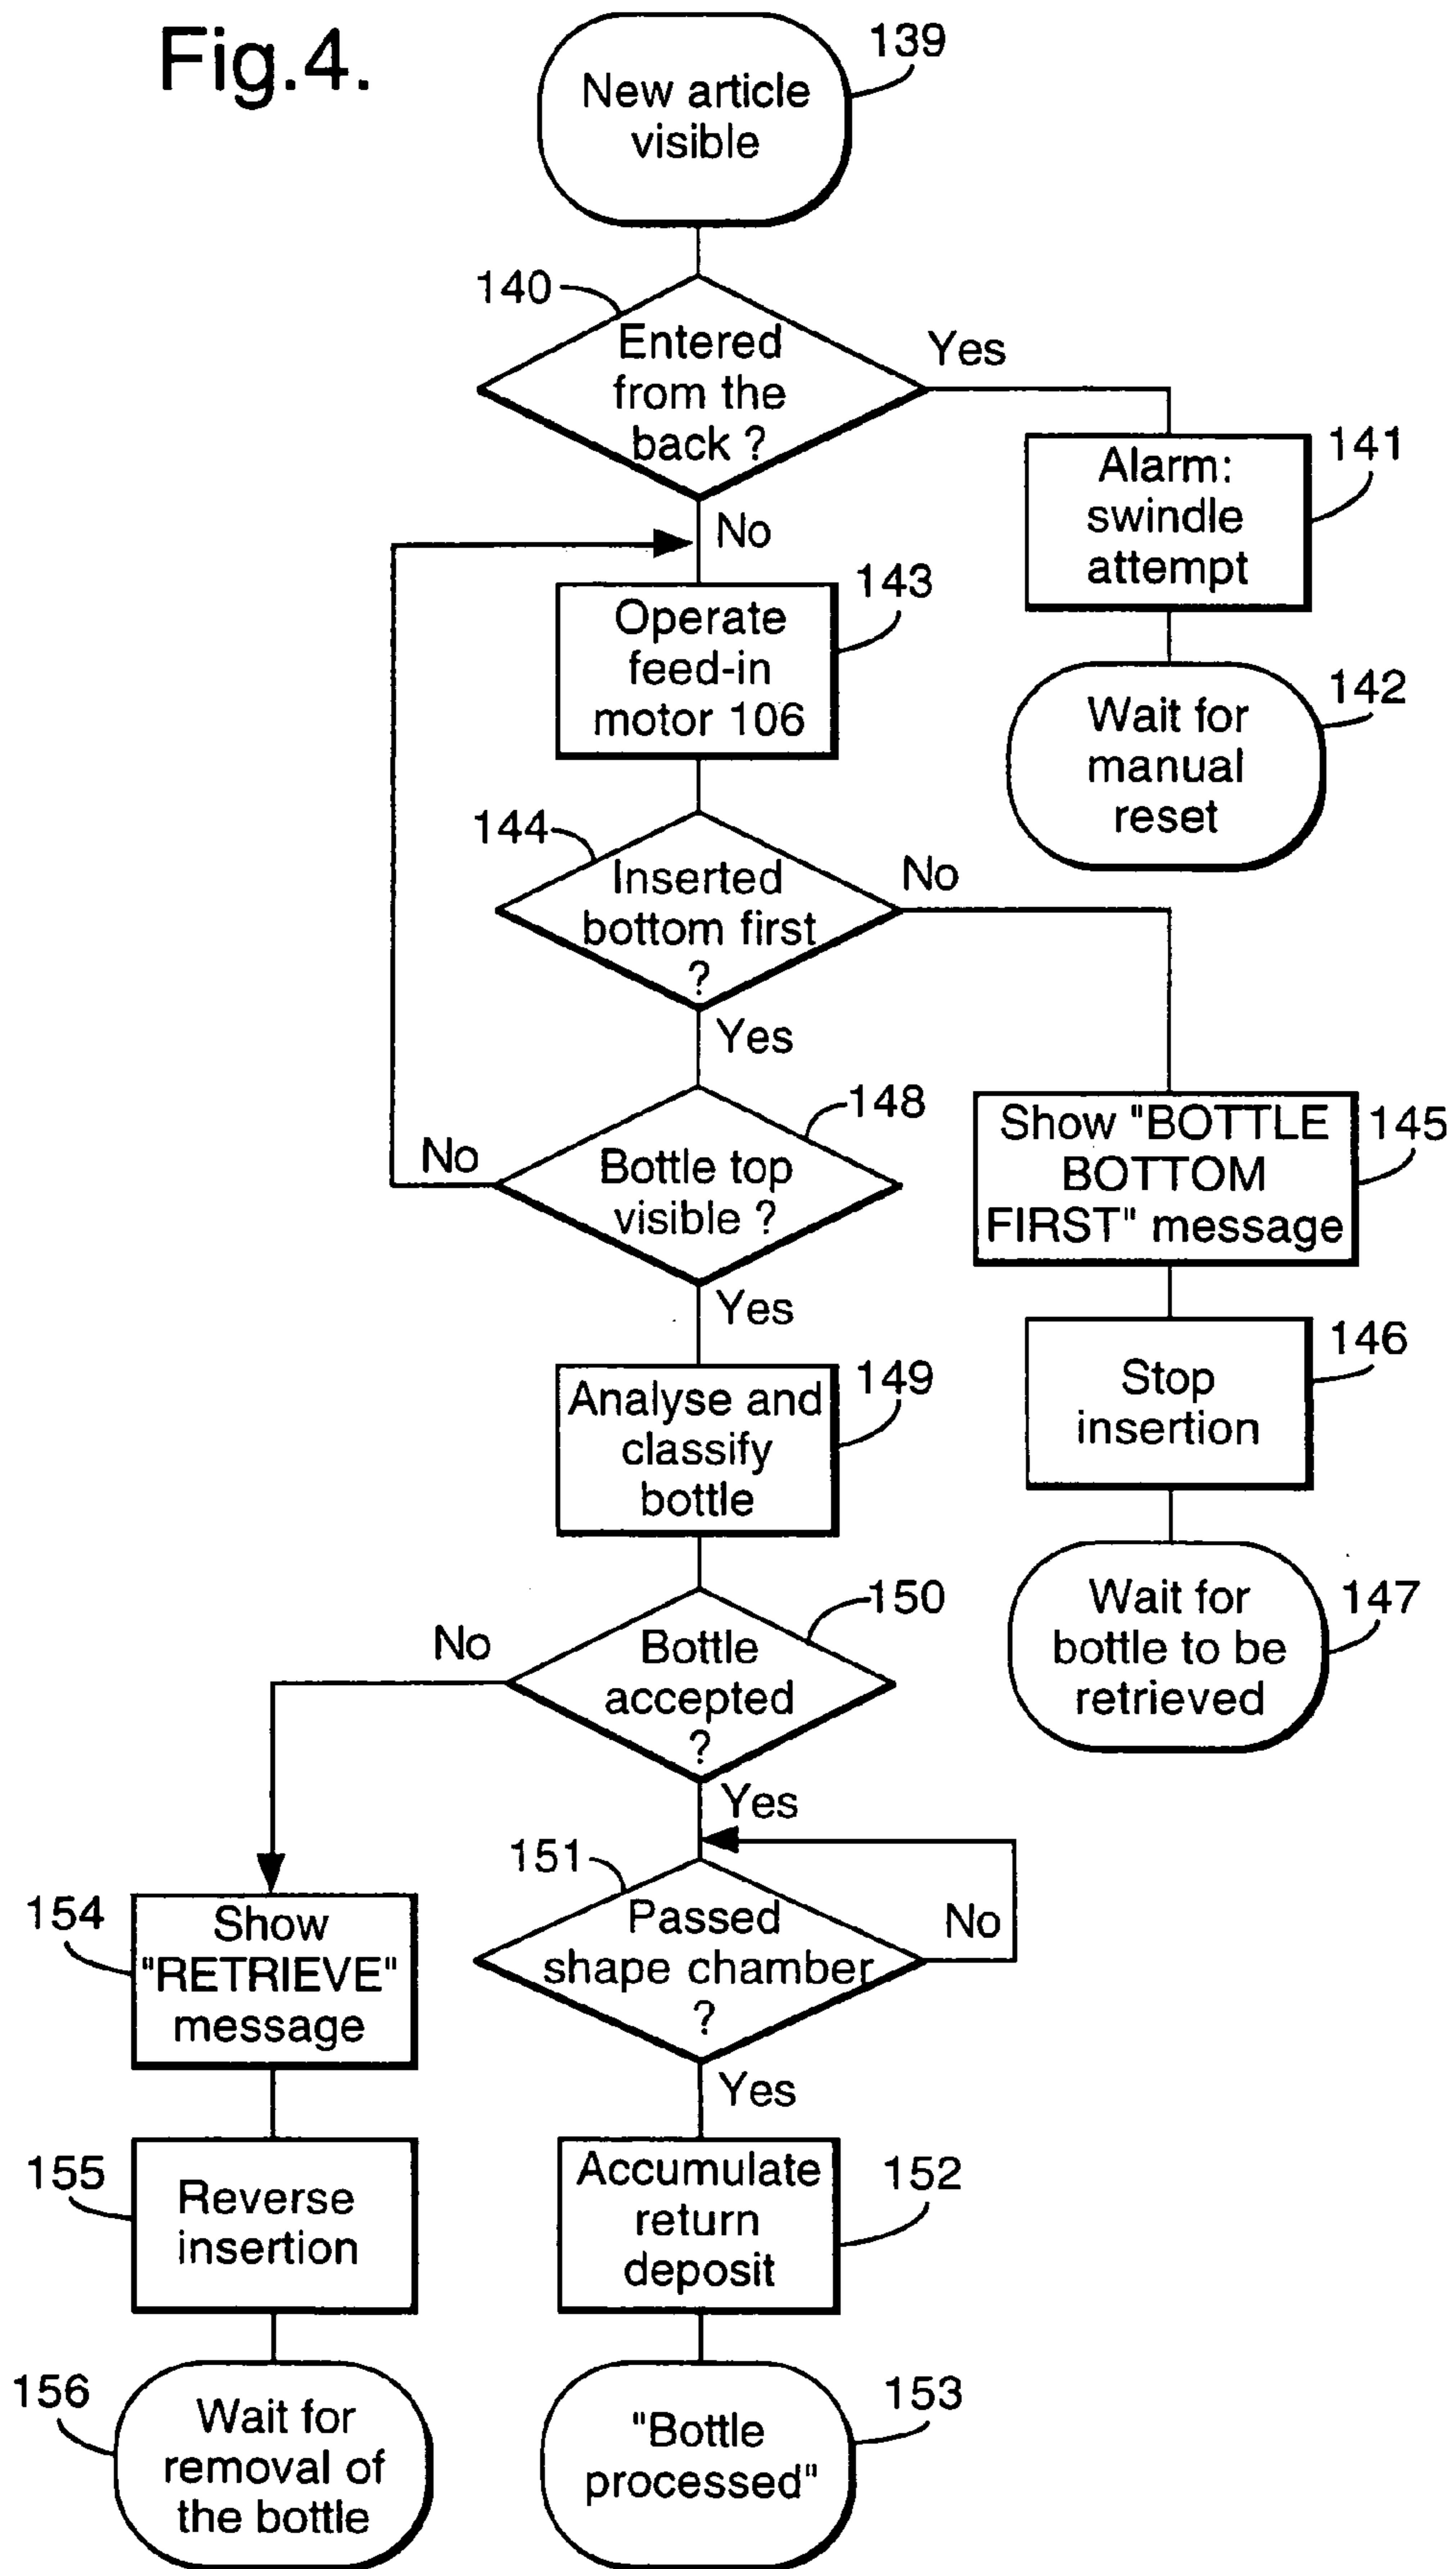 Fig.4.
New article
visible
139
140
Entered
from the
back ?
Yes
No
Alarm:
swindle
attempt
141
Operate
feed-in
motor 106
143
Wait for
manual
reset
142
144
Inserted
bottom first
?
No
Yes
148
Bottle top
visible ?
No
Yes
Show "BOTTLE
BOTTOM
FIRST" message
145
Stop
insertion
146
Analyse and
classify
bottle
149
Wait for
bottle to be
retrieved
147
150
Bottle
accepted
?
No
Yes
151
Passed
shape chamber
?
No
Yes
154
Show
"RETRIEVE"
message
155
Reverse
insertion
Accumulate
return
deposit
152
156
Wait for
removal of
the bottle
"Bottle
processed"
153